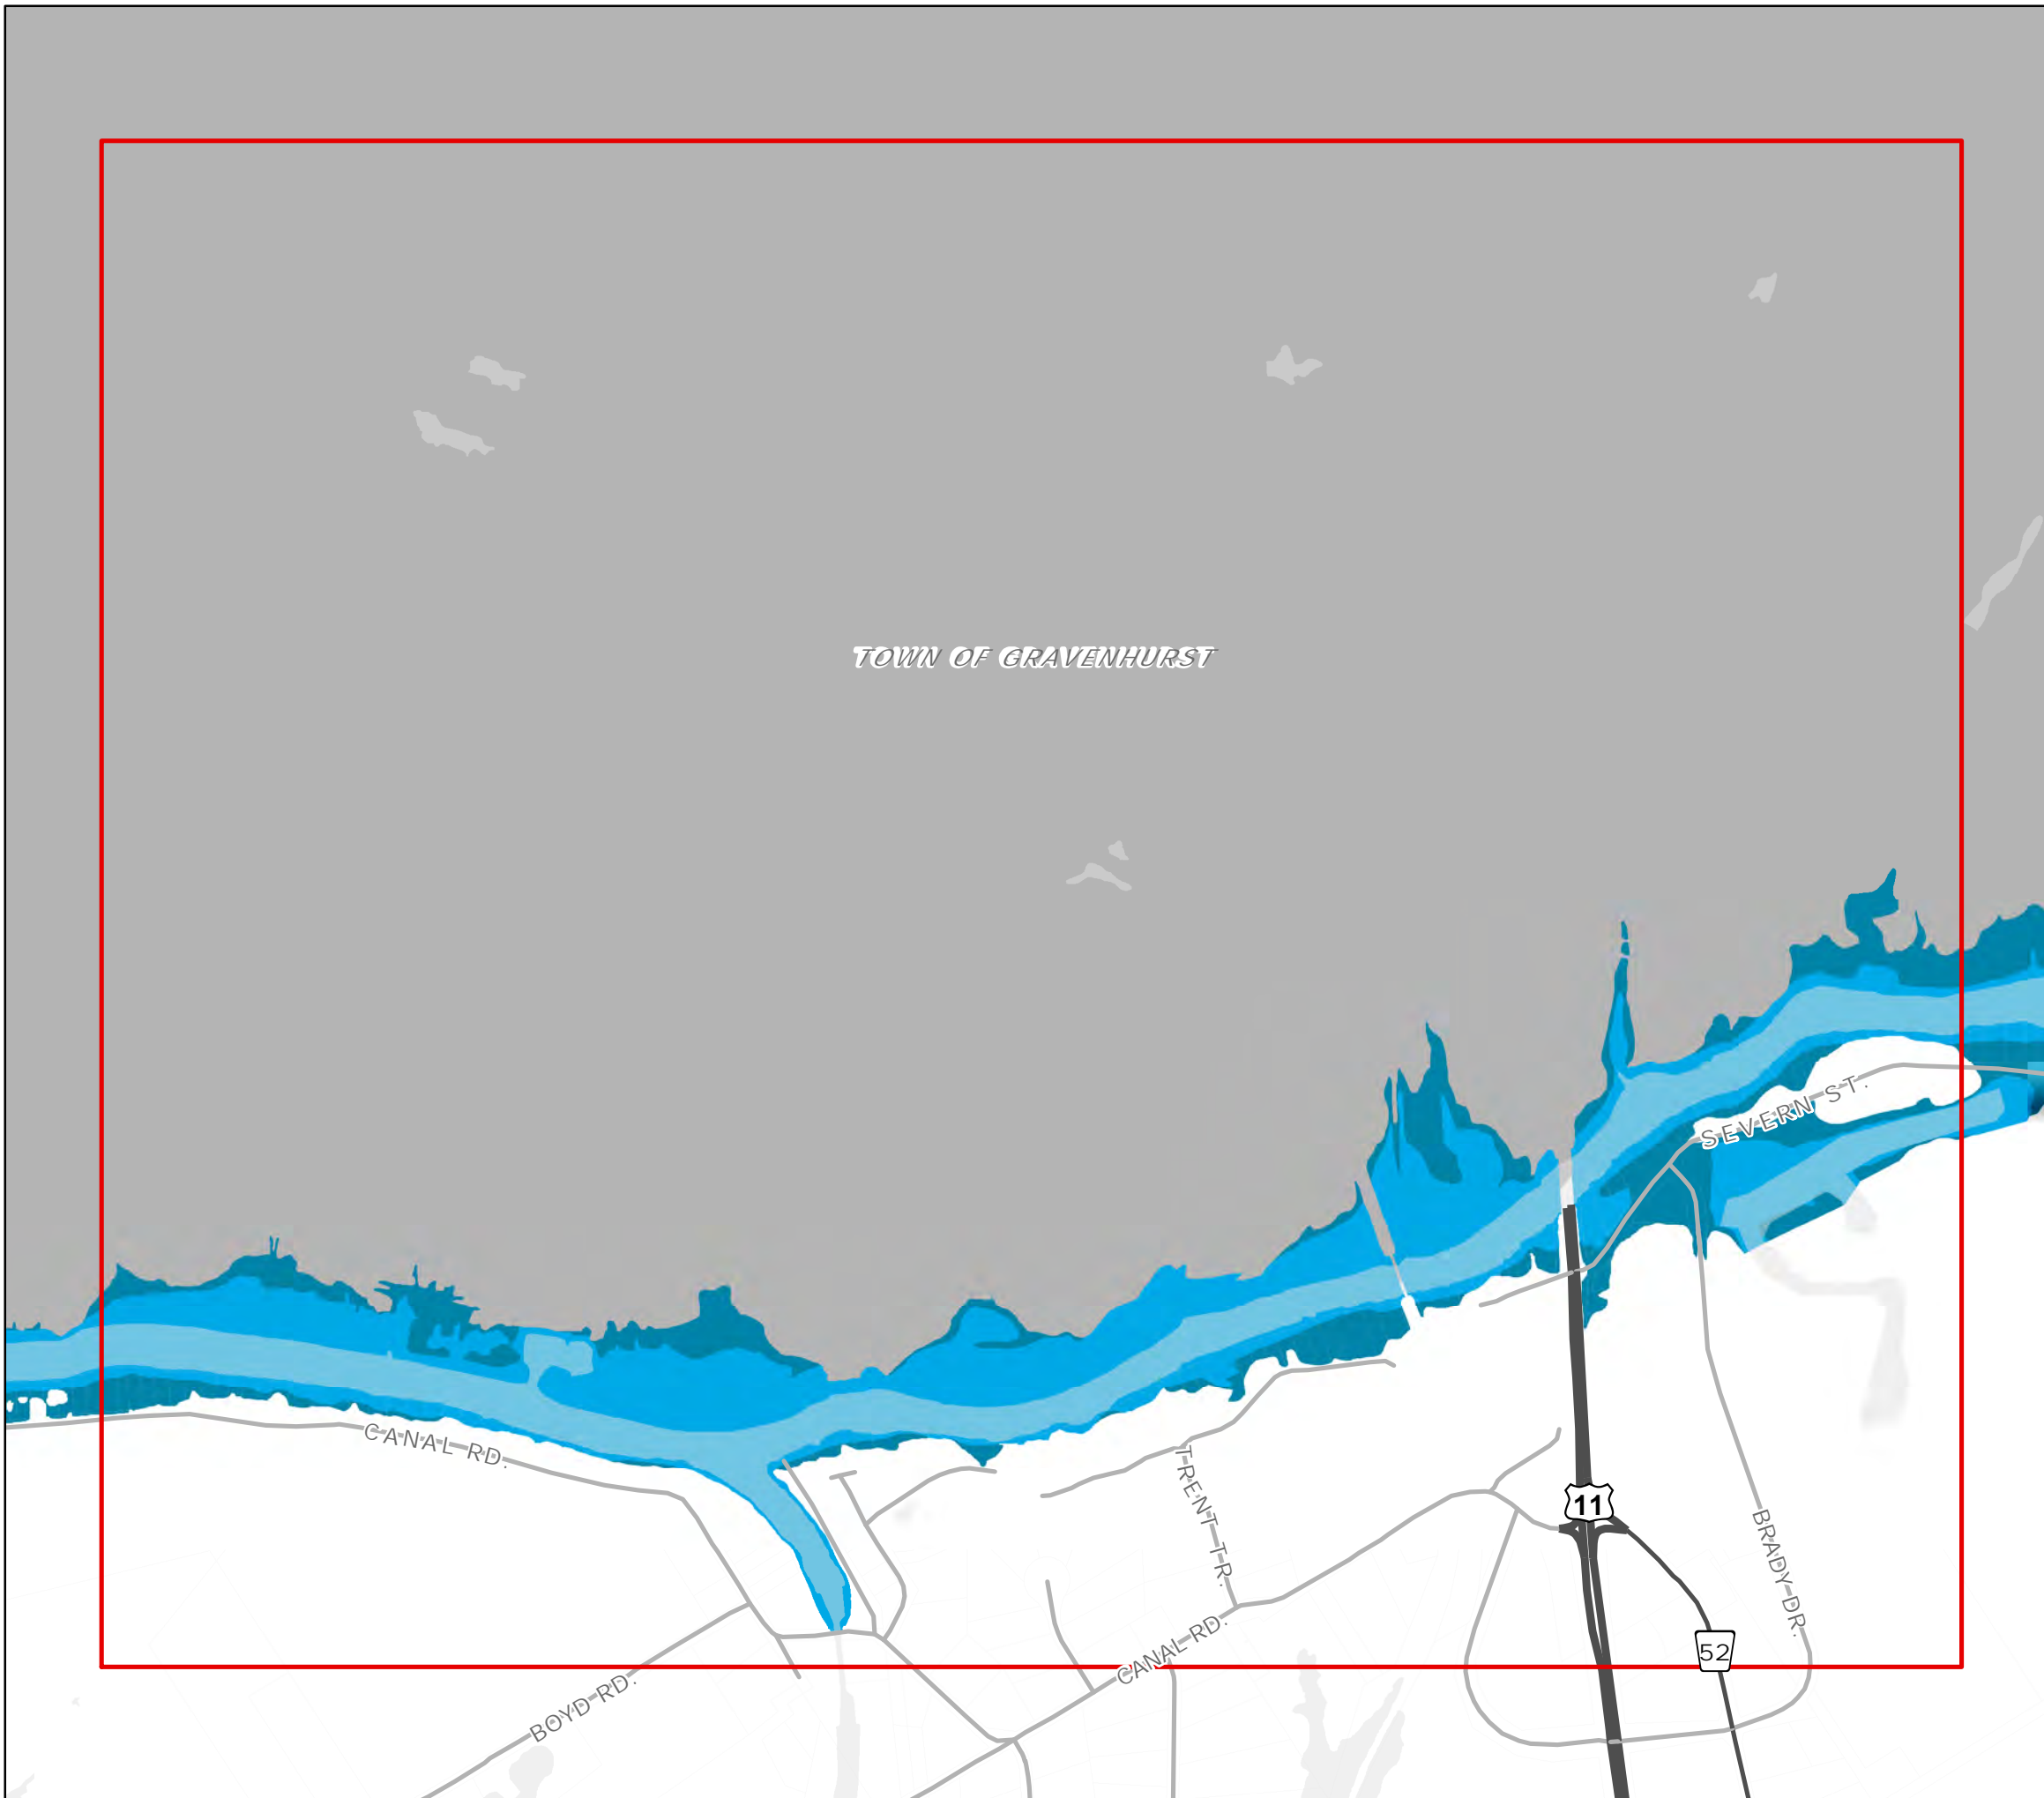 TOWN OF GRAVENHURST
SEVERN ST.
CANAL RD.
TRENT TR.
11
BRADY DR.
CANAL RD.
52
BOYD RD.